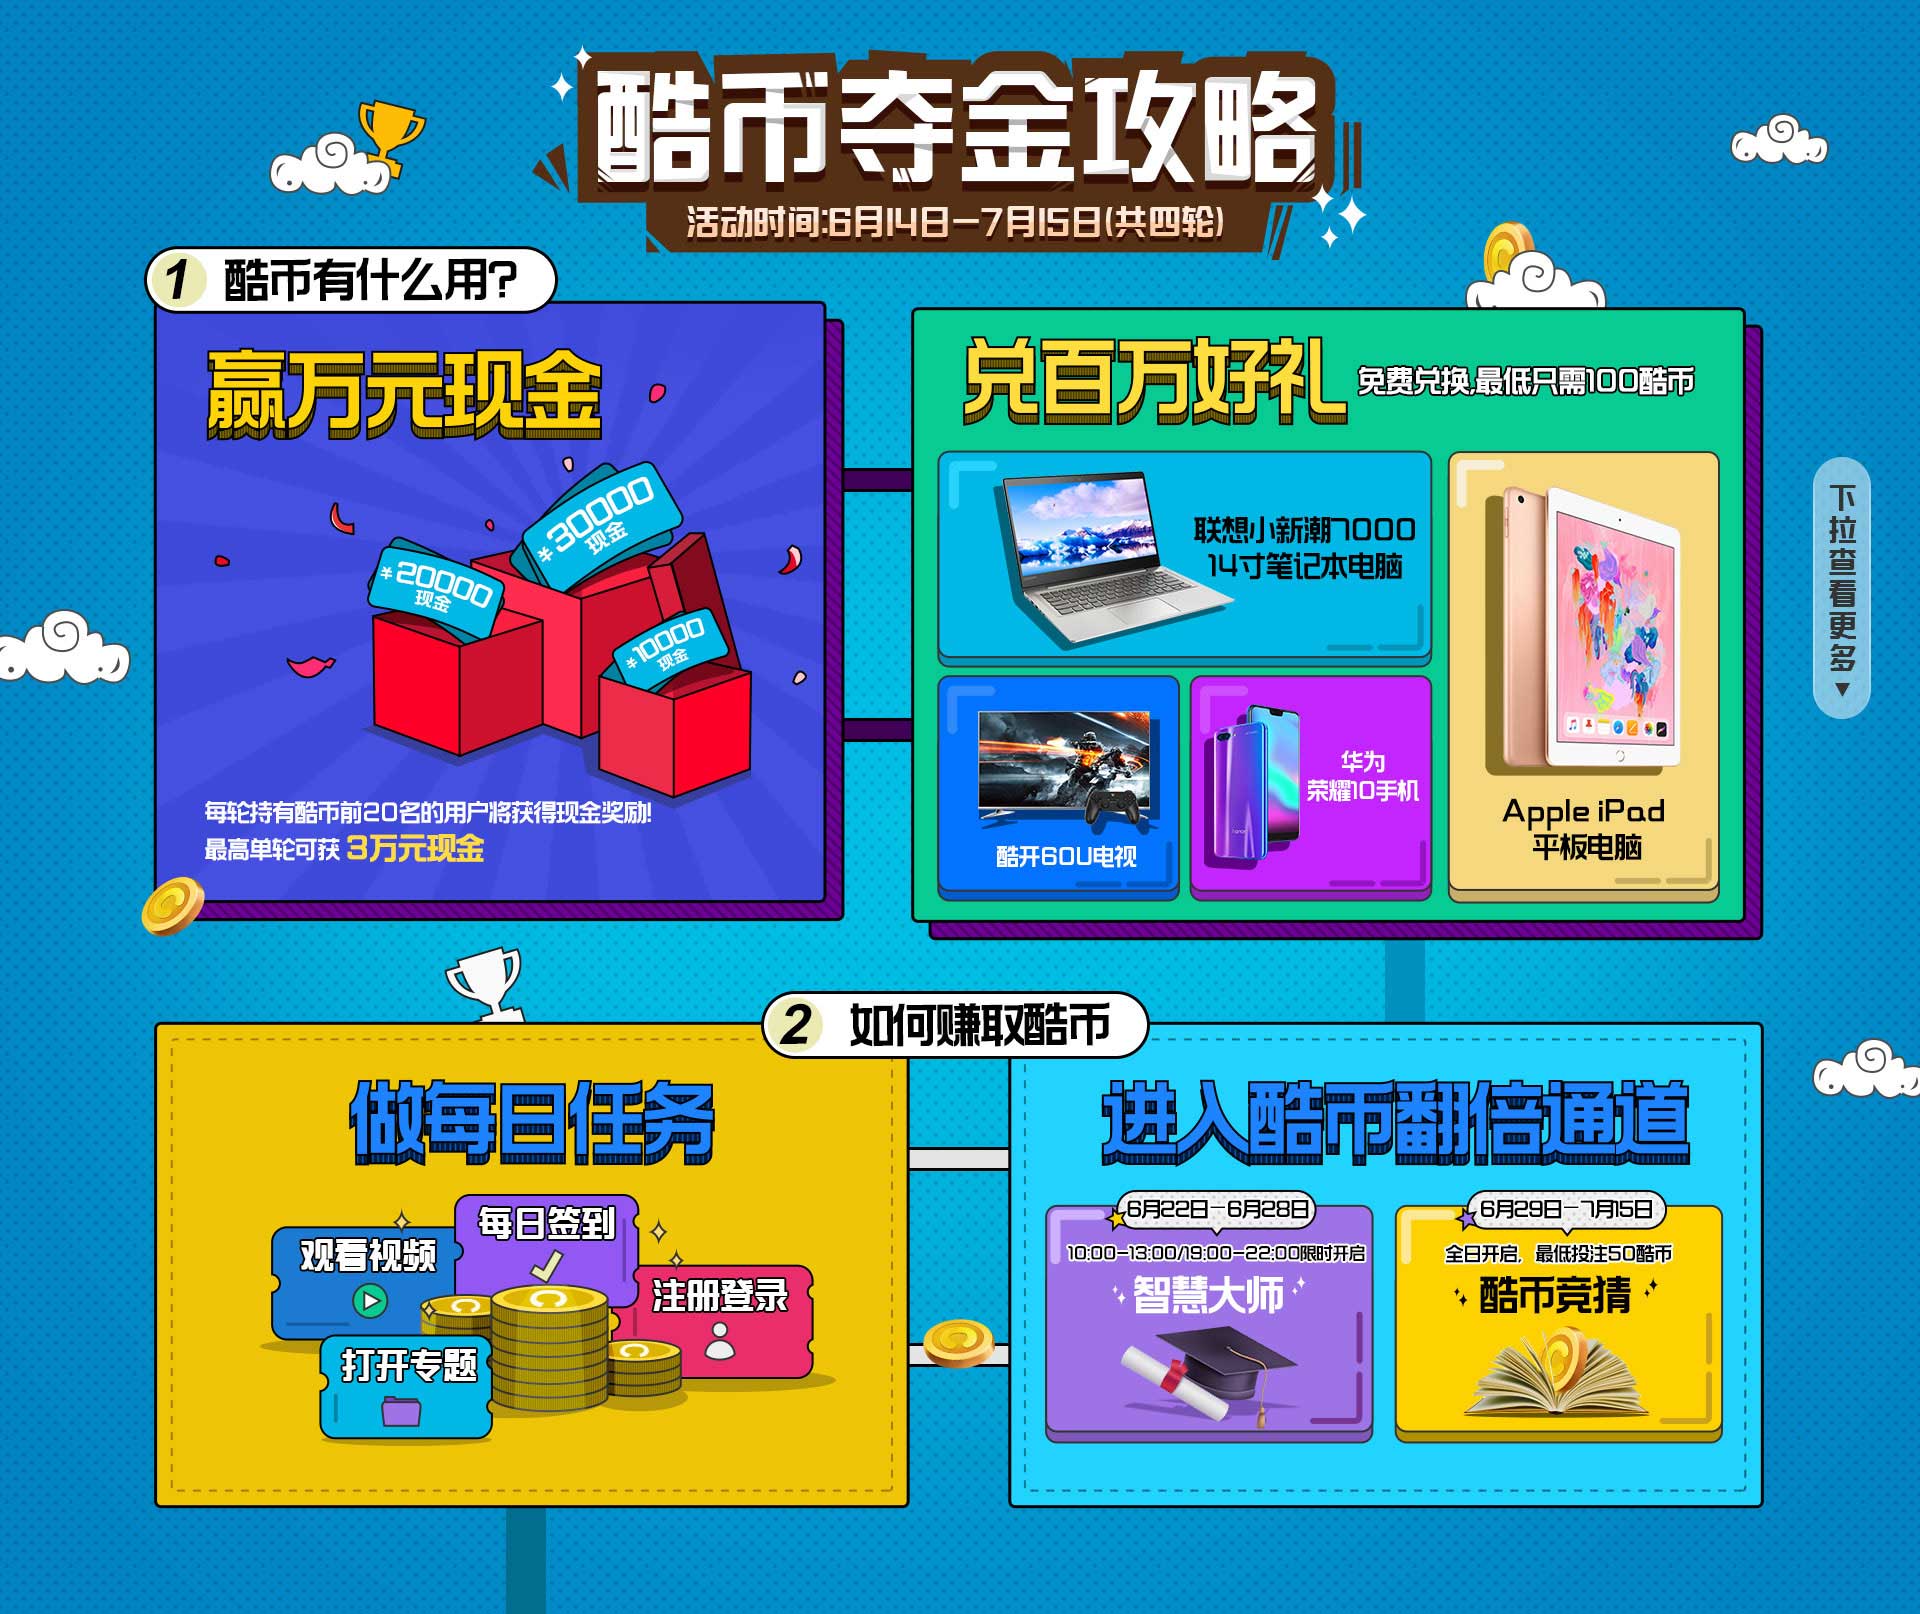 酷币夺金攻略
活动时间:6月14日—7月15日(共四轮)
1 酷币有什么用?
赢万元现金
¥30000
现金
¥20000
现金
¥10000
现金
每轮持有酷币前20名的用户将获得现金奖励!
最高单轮可获 3万元现金
兑百万好礼 免费兑换,最低只需100酷币
联想小新潮7000
14寸笔记本电脑
酷开60U电视
华为
荣耀10手机
honor
Apple iPad
平板电脑
下拉查看更多
2 如何赚取酷币
做每日任务
观看视频
每日签到
注册登录
打开专题
进入酷币翻倍通道
6月22日—6月28日
10:00-13:00/19:00-22:00限时开启
智慧大师
6月29日—7月15日
全日开启，最低投注50酷币
酷币竞猜